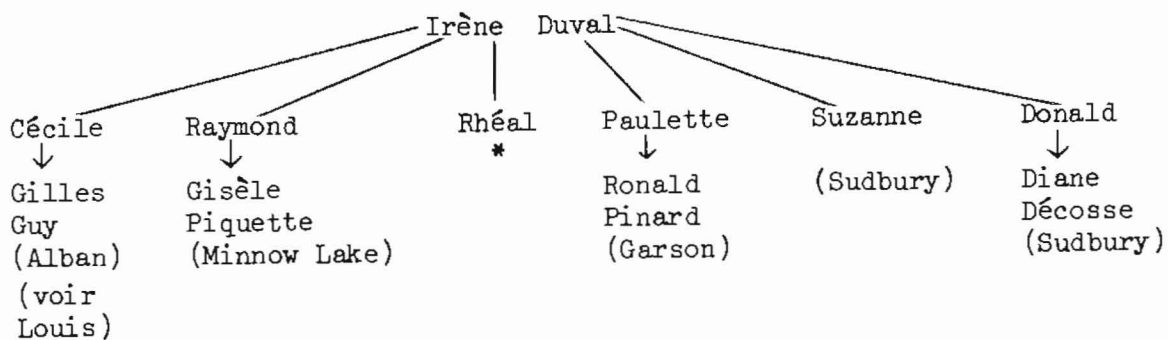 Irène Duval
Cécile Raymond Rhéal Paulette Suzanne Donald
*
Gilles
Guy
(Alban)
(voir
Louis)
Gisèle
Piquette
(Minnow Lake)
Ronald
Pinard
(Garson)
(Sudbury)
Diane
Décosse
(Sudbury)